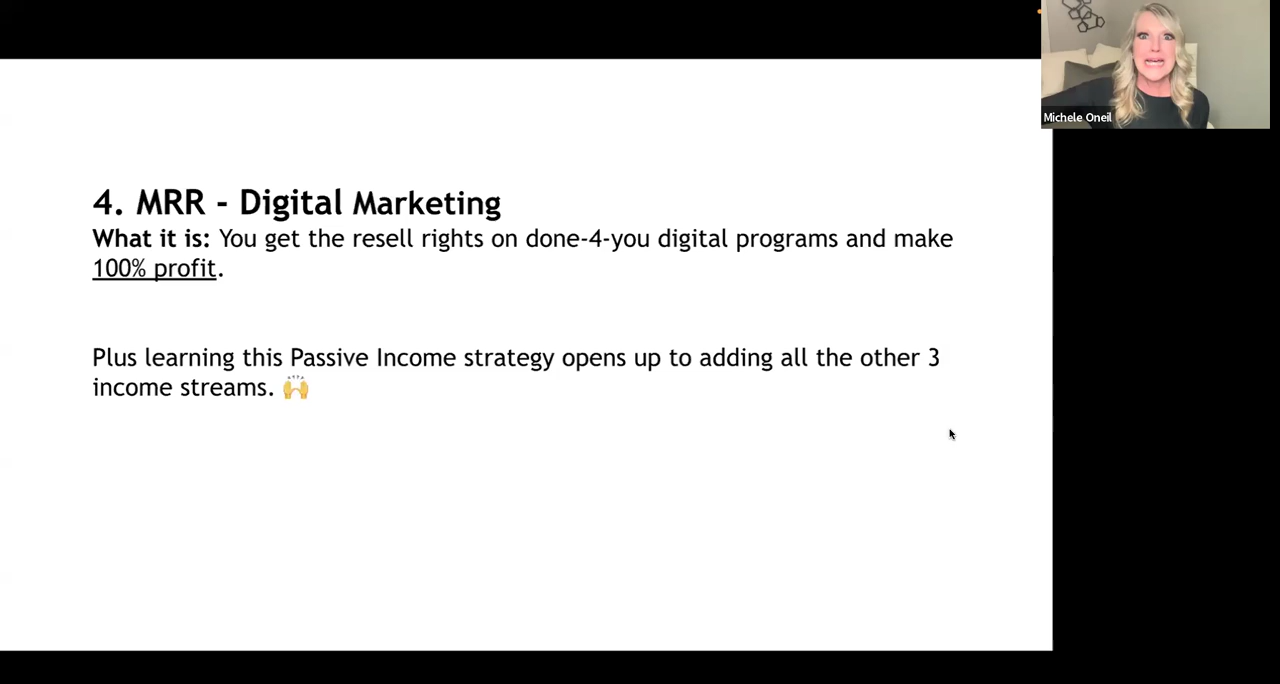 Michele Oneil
4. MRR - Digital Marketing
What it is: You get the resell rights on done-4-you digital programs and make
100% profit.
Plus learning this Passive Income strategy opens up to adding all the other 3
income streams. 🙌